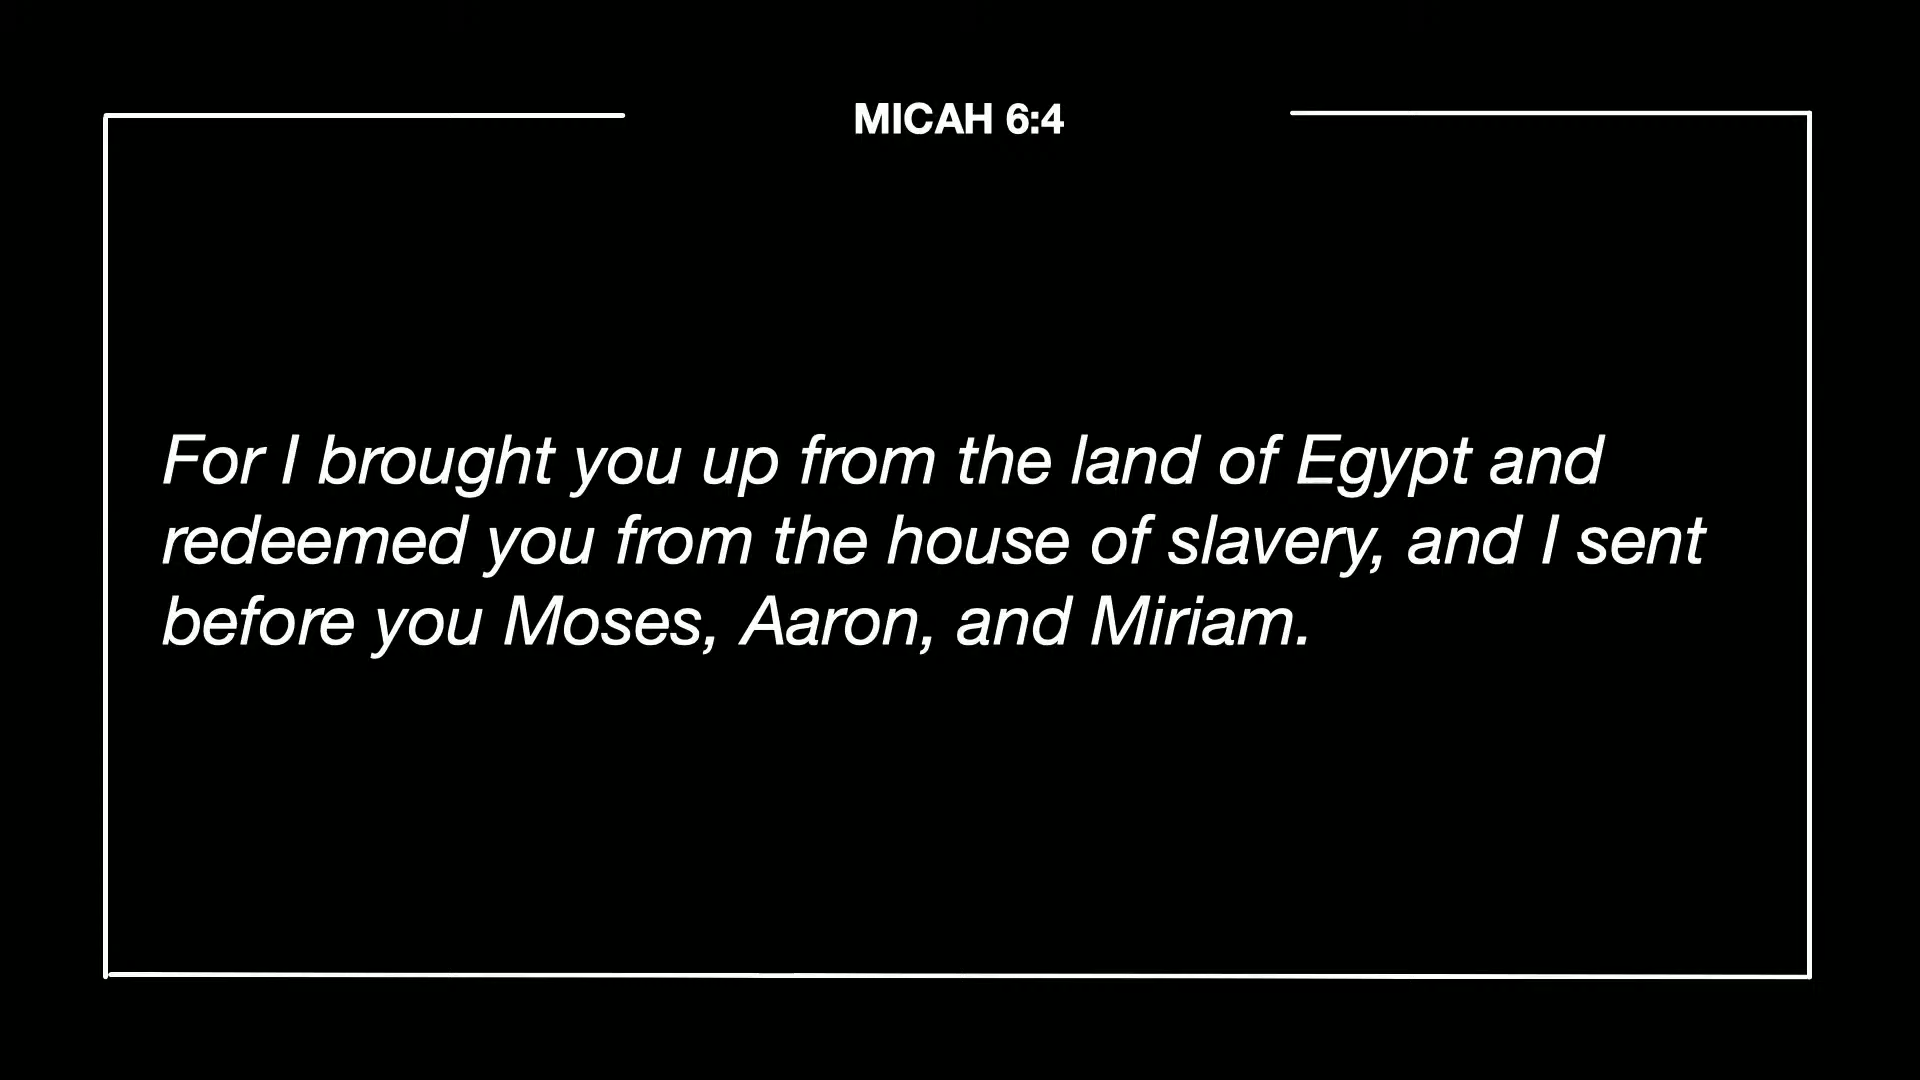 MICAH 6:4
For I brought you up from the land of Egypt and
redeemed you from the house of slavery, and I sent
before you Moses, Aaron, and Miriam.